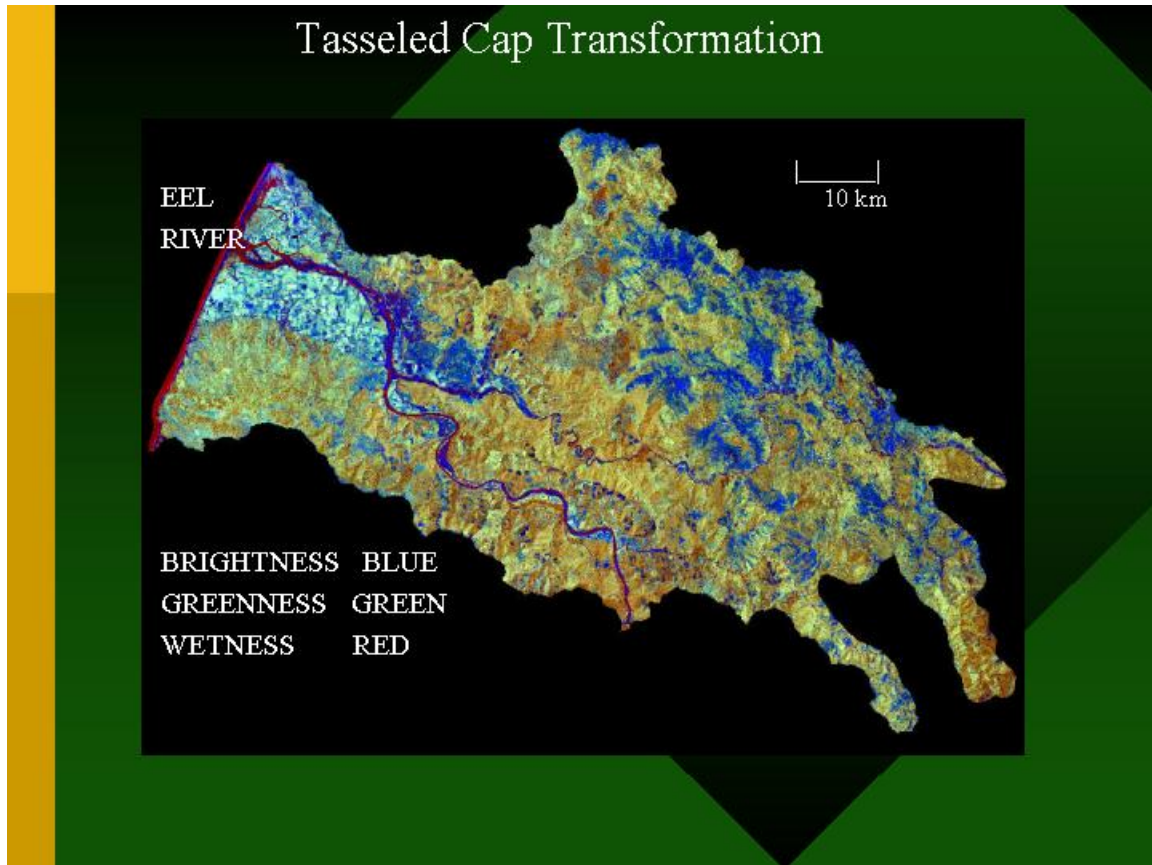 Tasseled Cap Transformation
EEL
RIVER
10 km
BRIGHTNESS BLUE
GREENNESS GREEN
WETNESS RED